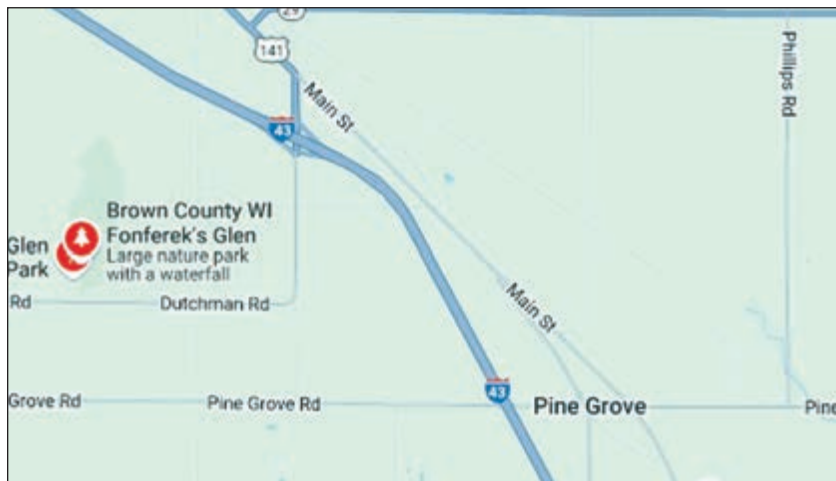 29
141
Main St
Phillips Rd
43
Brown County WI
Fonferek's Glen
Large nature park
with a waterfall
Glen
Park
Rd
Dutchman Rd
Main St
43
Grove Rd
Pine Grove Rd
Pine Grove
Pine